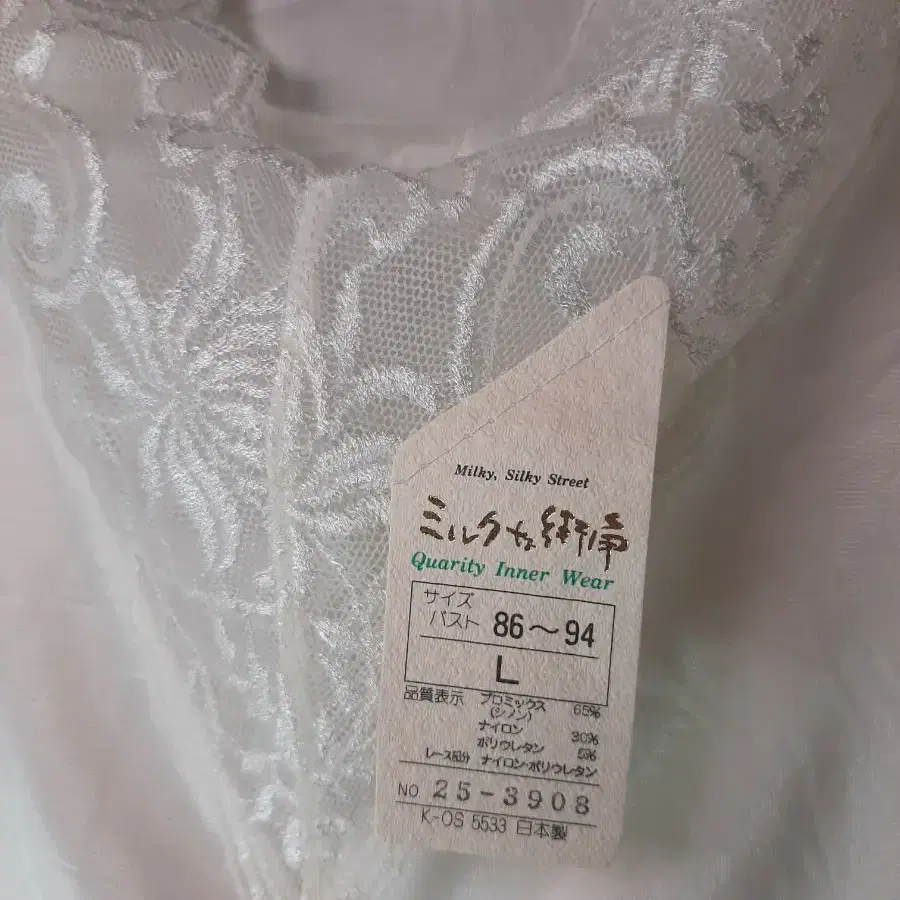 Milky, Silky Street
ミルクな街角
Quarity Inner Wear
サイズ
バスト 86～94
L
品質表示 プロミックス 65%
(シノン)
ナイロン 30%
ポリウレタン 5%
レース部分 ナイロン・ポリウレタン
NO. 25-3908
K-OS 5533 日本製